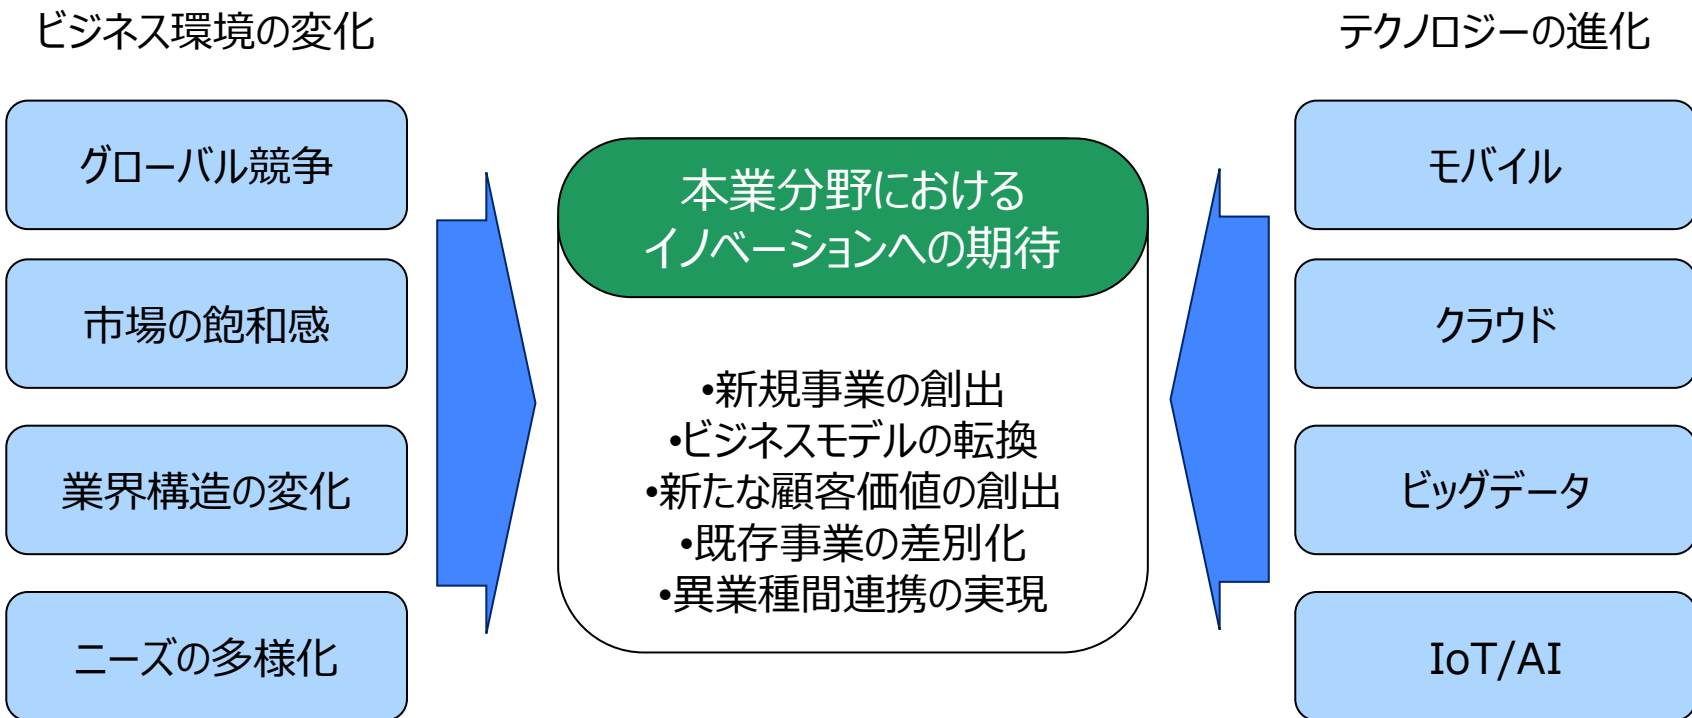 ビジネス環境の変化
グローバル競争
市場の飽和感
業界構造の変化
ニーズの多様化
本業分野における
イノベーションへの期待
•新規事業の創出
•ビジネスモデルの転換
•新たな顧客価値の創出
•既存事業の差別化
•異業種間連携の実現
テクノロジーの進化
モバイル
クラウド
ビッグデータ
IoT/AI